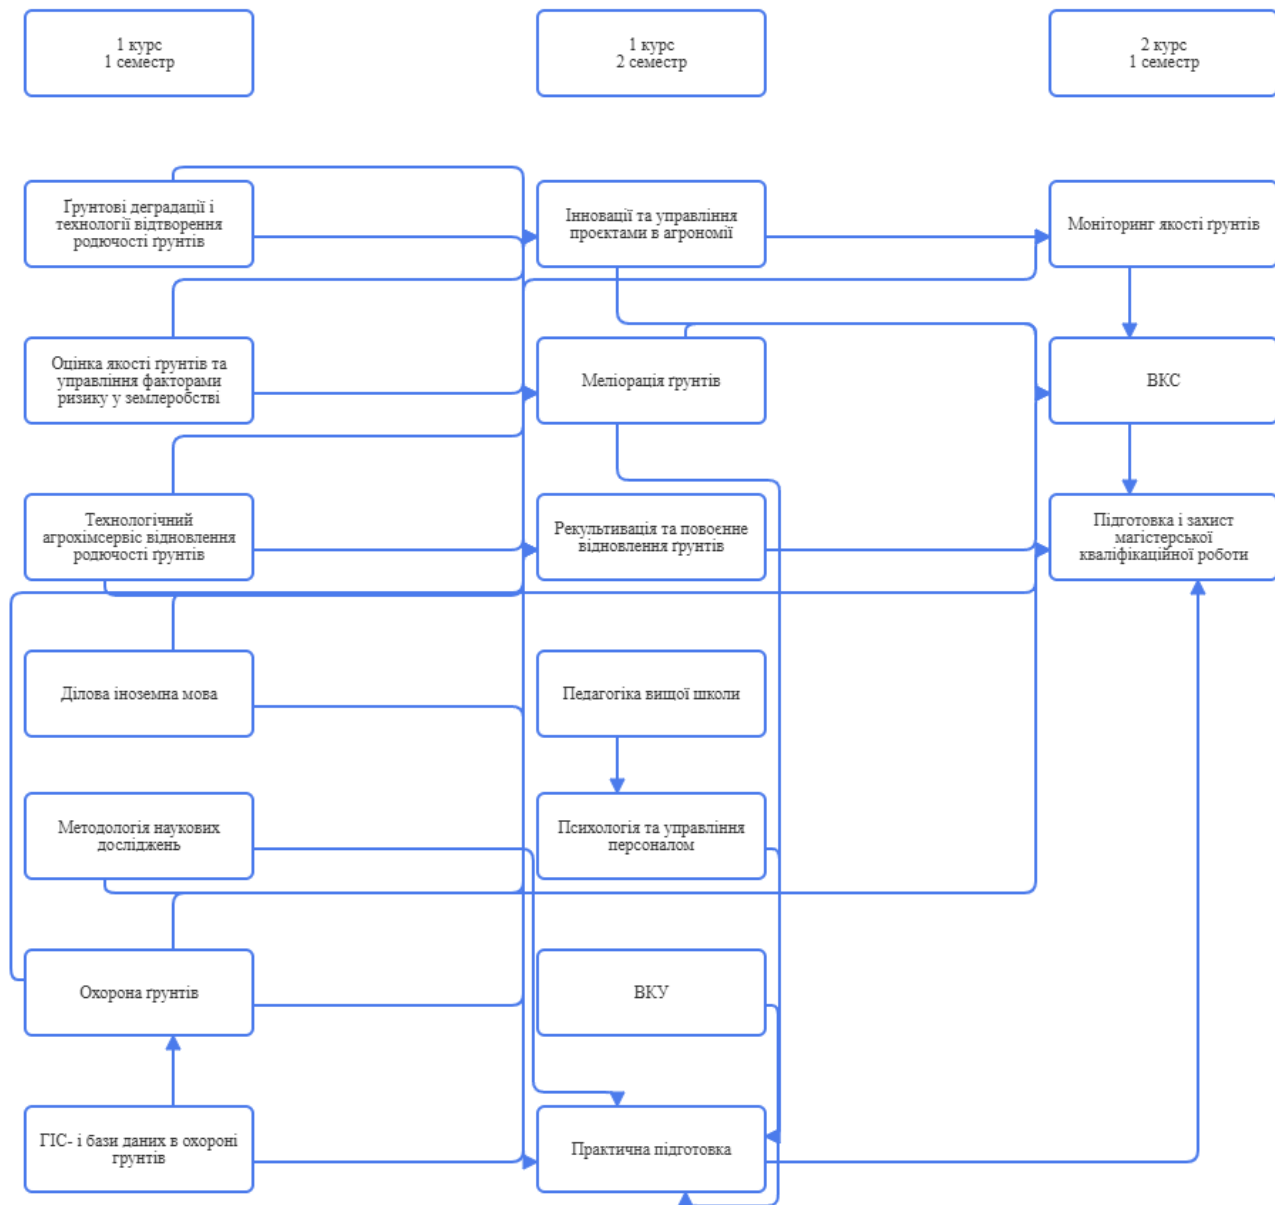 1 курс
1 семестр
1 курс
2 семестр
2 курс
1 семестр
Ґрунтові деградації і
технології відтворення
родючості ґрунтів
Інновації та управління
проєктами в агрономії
Моніторинг якості ґрунтів
Оцінка якості ґрунтів та
управління факторами
ризику у землеробстві
Меліорація ґрунтів
ВКС
Технологічний
агрохімсервіс відновлення
родючості ґрунтів
Рекультивація та повоєнне
відновлення ґрунтів
Підготовка і захист
магістерської
кваліфікаційної роботи
Ділова іноземна мова
Педагогіка вищої школи
Методологія наукових
досліджень
Психологія та управління
персоналом
Охорона ґрунтів
ВКУ
ГІС- і бази даних в охороні
грунтів
Практична підготовка